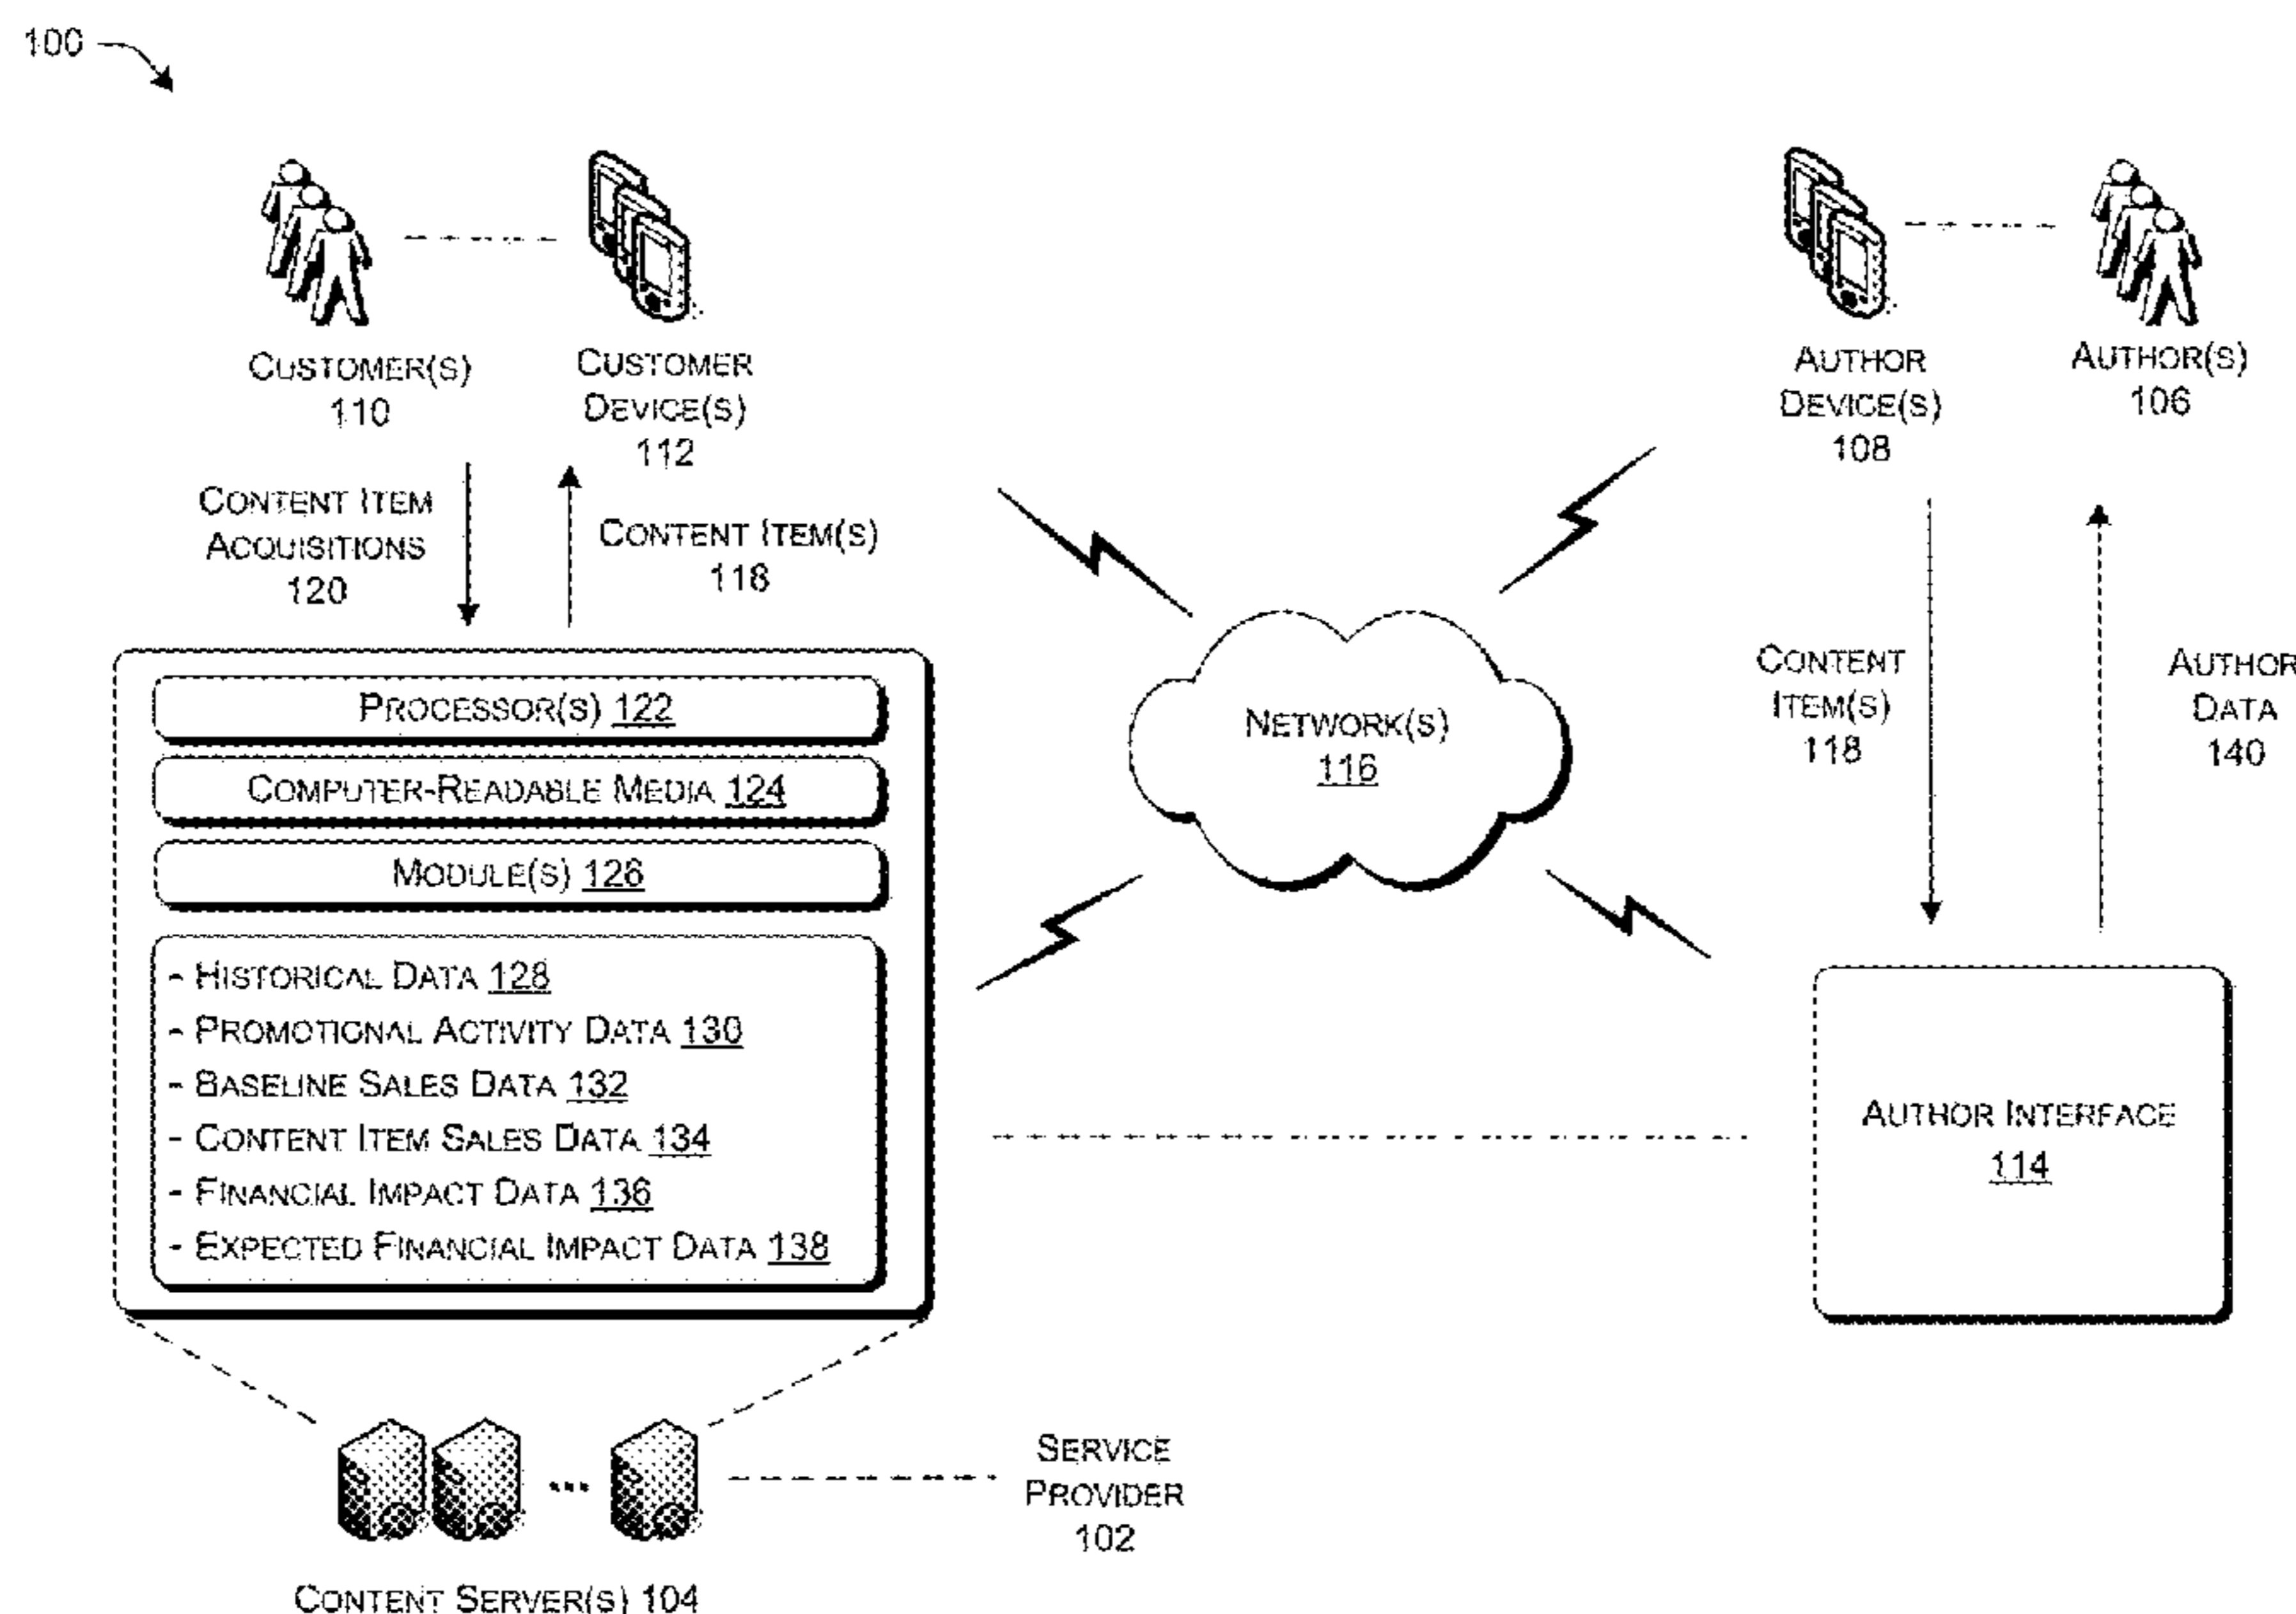 100
CUSTOMER(S)
110
CUSTOMER
DEVICE(S)
112
AUTHOR
DEVICE(S)
108
AUTHOR(S)
106
CONTENT ITEM
ACQUISITIONS
120
CONTENT ITEM(S)
118
PROCESSOR(S) 122
COMPUTER-READABLE MEDIA 124
MODULE(S) 126
- HISTORICAL DATA 128
- PROMOTIONAL ACTIVITY DATA 130
- BASELINE SALES DATA 132
- CONTENT ITEM SALES DATA 134
- FINANCIAL IMPACT DATA 136
- EXPECTED FINANCIAL IMPACT DATA 138
NETWORK(S)
116
CONTENT
ITEM(S)
118
AUTHOR
DATA
140
AUTHOR INTERFACE
114
...
SERVICE
PROVIDER
102
CONTENT SERVER(S) 104